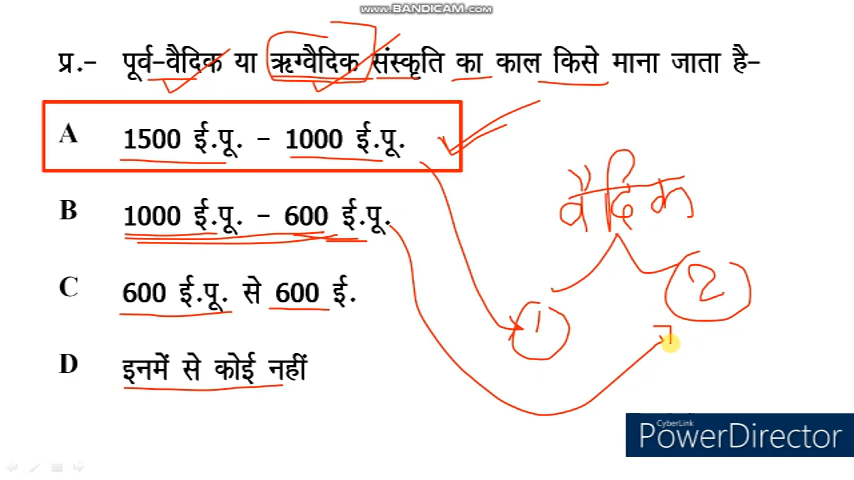 www.BANDICAM.com
प्र.- पूर्व-वैदिक या ऋग्वैदिक संस्कृति का काल किसे माना जाता है-
A 1500 ई.पू. - 1000 ई.पू.
B 1000 ई.पू. - 600 ई.पू.
C 600 ई.पू. से 600 ई.
D इनमें से कोई नहीं
वैदिक
1
2
CyberLink
PowerDirector